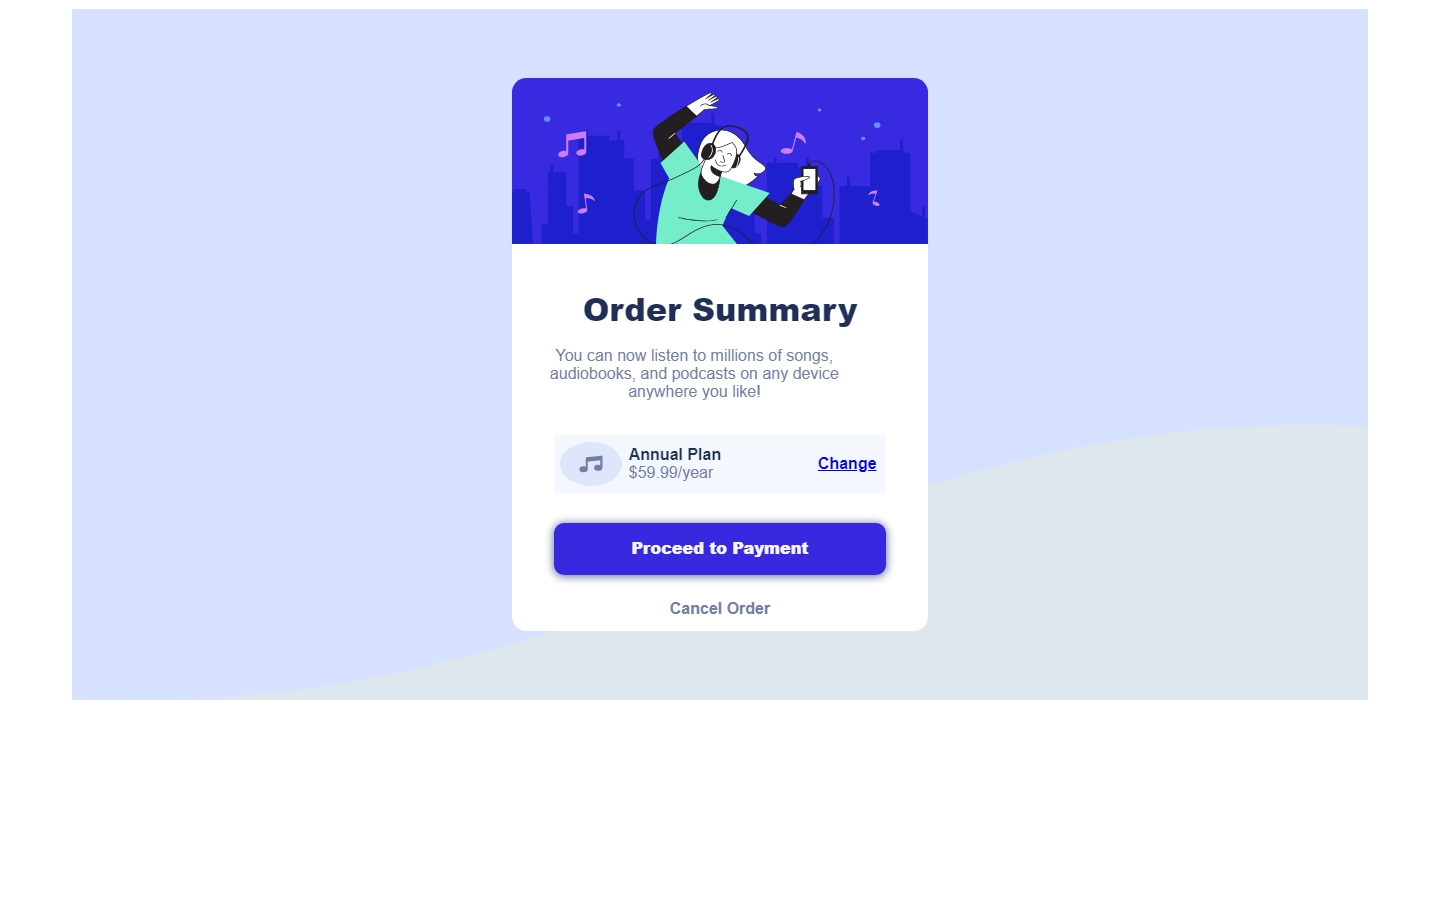 Order Summary
You can now listen to millions of songs,
audiobooks, and podcasts on any device
anywhere you like!
Annual Plan
$59.99/year
Change
Proceed to Payment
Cancel Order